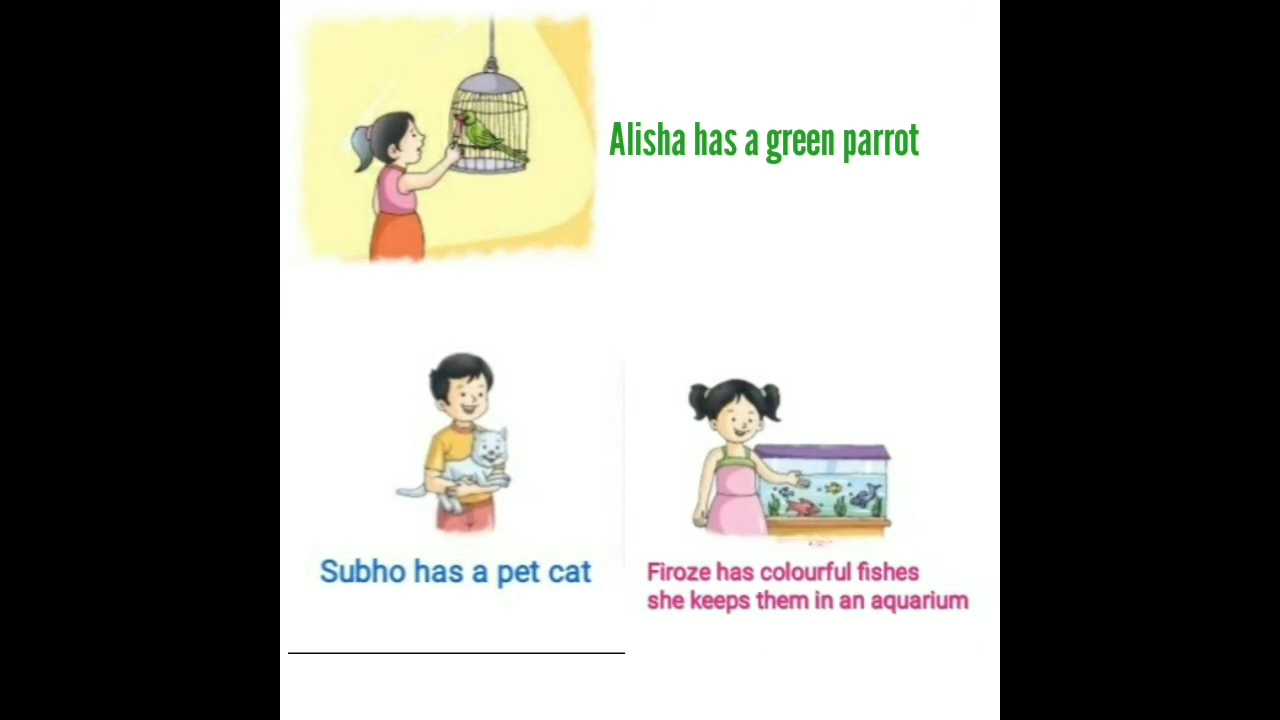 Alisha has a green parrot
Subho has a pet cat
Firoze has colourful fishes
she keeps them in an aquarium